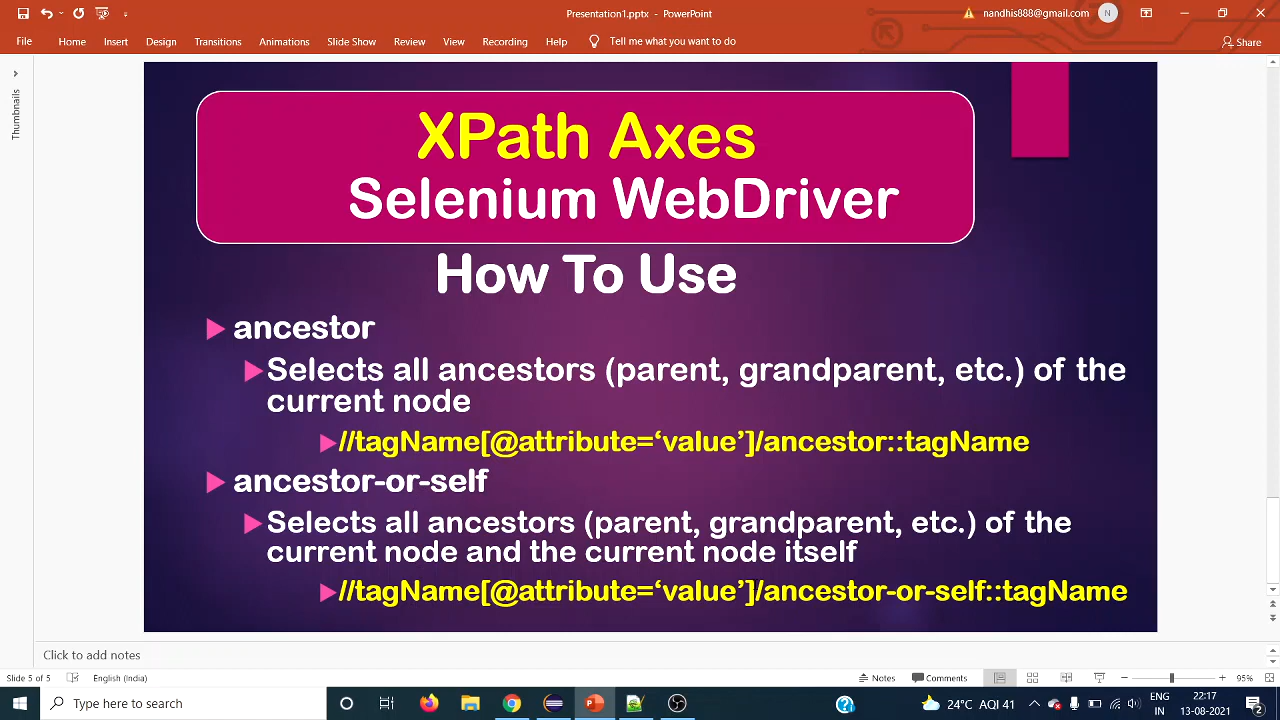 Presentation1.pptx - PowerPoint
nandhis888@gmail.com
N
File Home Insert Design Transitions Animations Slide Show Review View Recording Help Tell me what you want to do
Share
Thumbnails
XPath Axes
Selenium WebDriver
How To Use
ancestor
Selects all ancestors (parent, grandparent, etc.) of the
current node
//tagName[@attribute=‘value’]/ancestor::tagName
ancestor-or-self
Selects all ancestors (parent, grandparent, etc.) of the
current node and the current node itself
//tagName[@attribute=‘value’]/ancestor-or-self::tagName
Click to add notes
Slide 5 of 5 English (India) Notes Comments 95%
Type here to search
24°C AQI 41
ENG
IN
22:17
13-08-2021
2